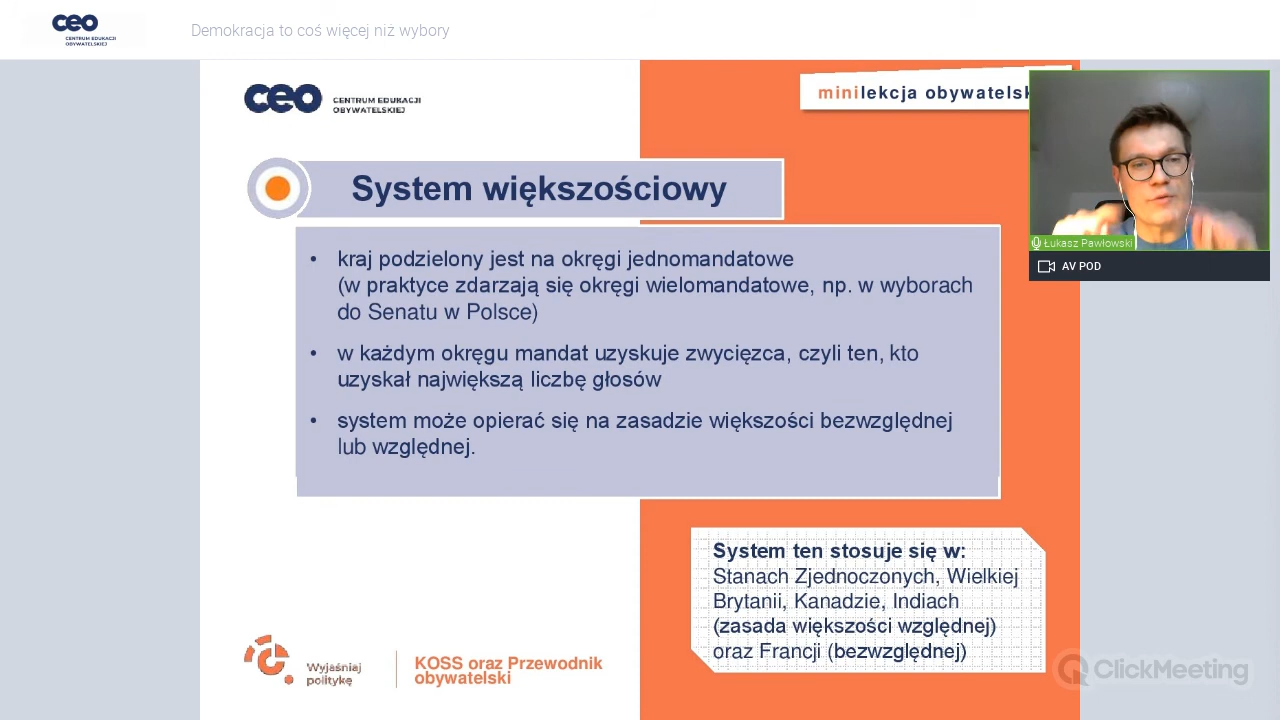 ceo
CENTRUM EDUKACJI
OBYWATELSKIEJ
Demokracja to coś więcej niż wybory
ceo
CENTRUM EDUKACJI
OBYWATELSKIEJ
minilekcja obywatelsk
System większościowy
• kraj podzielony jest na okręgi jednomandatowe
(w praktyce zdarzają się okręgi wielomandatowe, np. w wyborach
do Senatu w Polsce)
• w każdym okręgu mandat uzyskuje zwycięzca, czyli ten, kto
uzyskał największą liczbę głosów
• system może opierać się na zasadzie większości bezwzględnej
lub względnej.
Łukasz Pawłowski
AV POD
System ten stosuje się w:
Stanach Zjednoczonych, Wielkiej
Brytanii, Kanadzie, Indiach
(zasada większości względnej)
oraz Francji (bezwzględnej)
Wyjaśniej
politykę
KOSS oraz Przewodnik
obywatelski
ClickMeeting